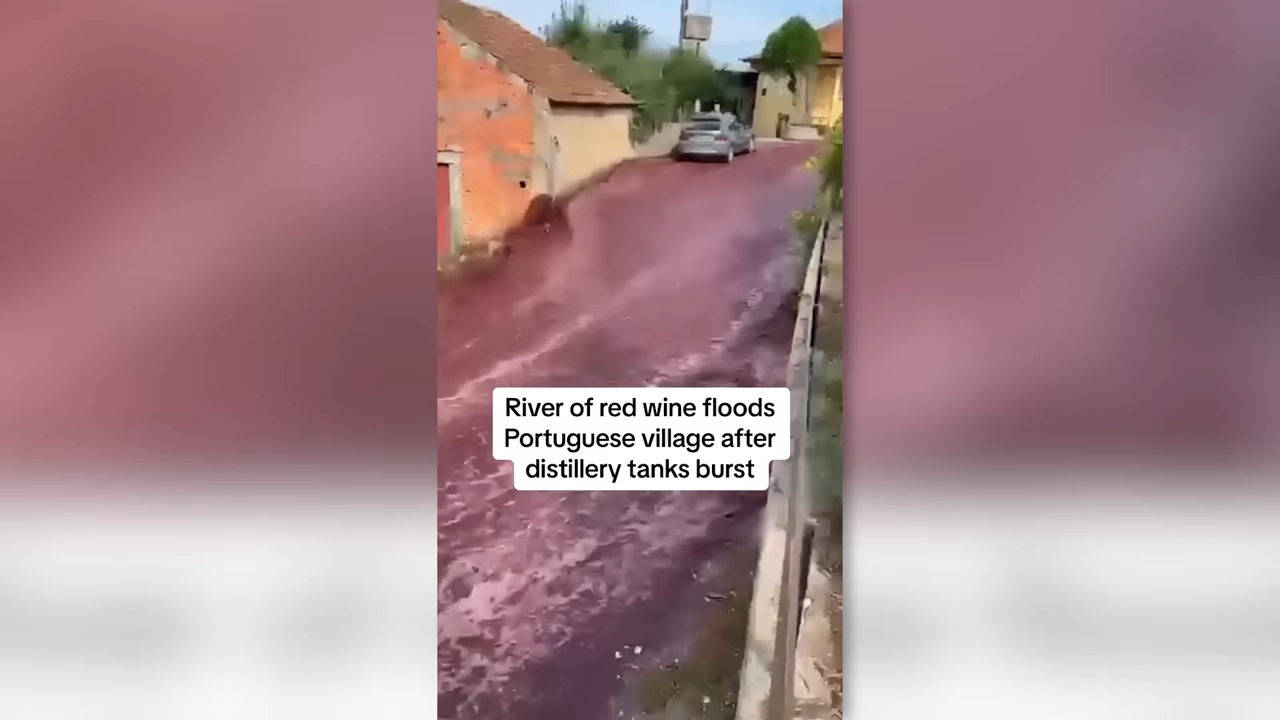 River of red wine floods
Portuguese village after
distillery tanks burst